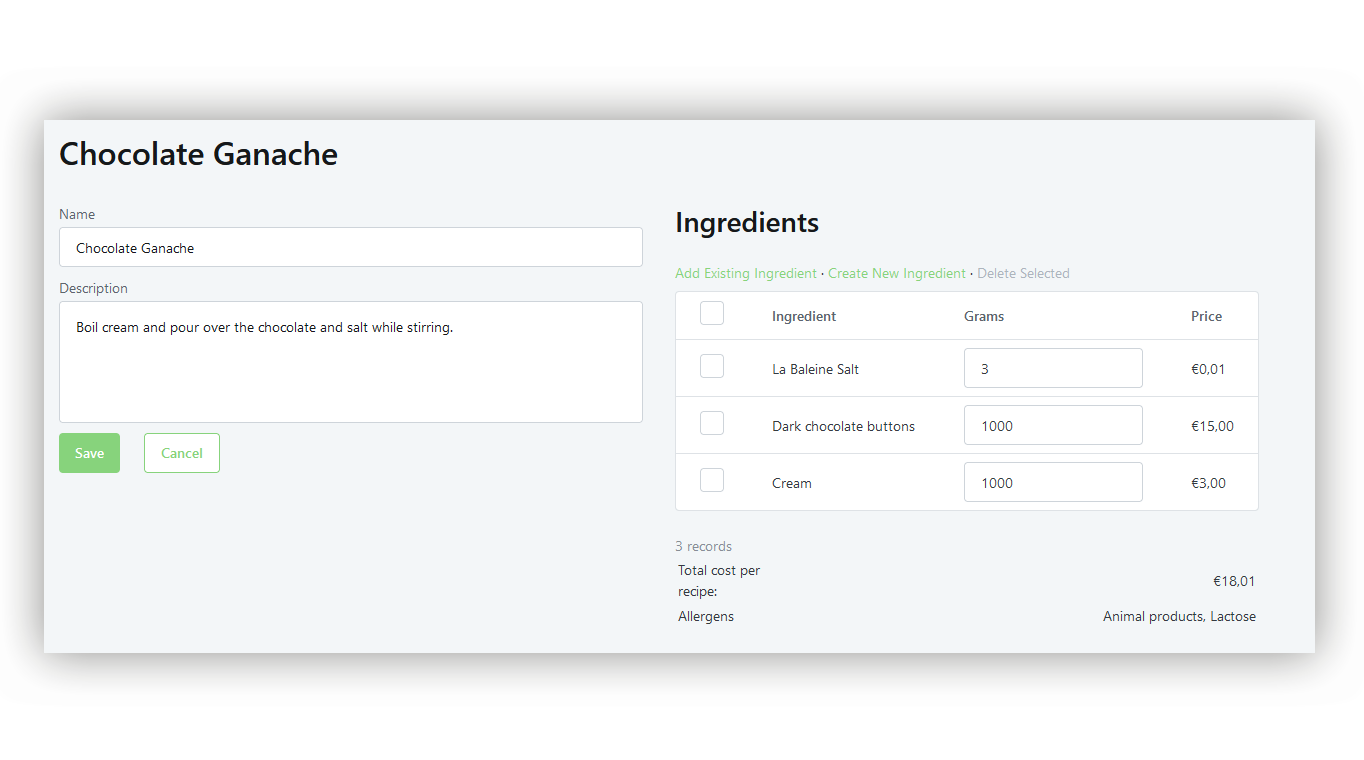 Chocolate Ganache
Name
Chocolate Ganache
Description
Boil cream and pour over the chocolate and salt while stirring.
Save Cancel
Ingredients
Add Existing Ingredient · Create New Ingredient · Delete Selected
Ingredient Grams Price
La Baleine Salt 3 €0,01
Dark chocolate buttons 1000 €15,00
Cream 1000 €3,00
3 records
Total cost per
recipe: €18,01
Allergens Animal products, Lactose